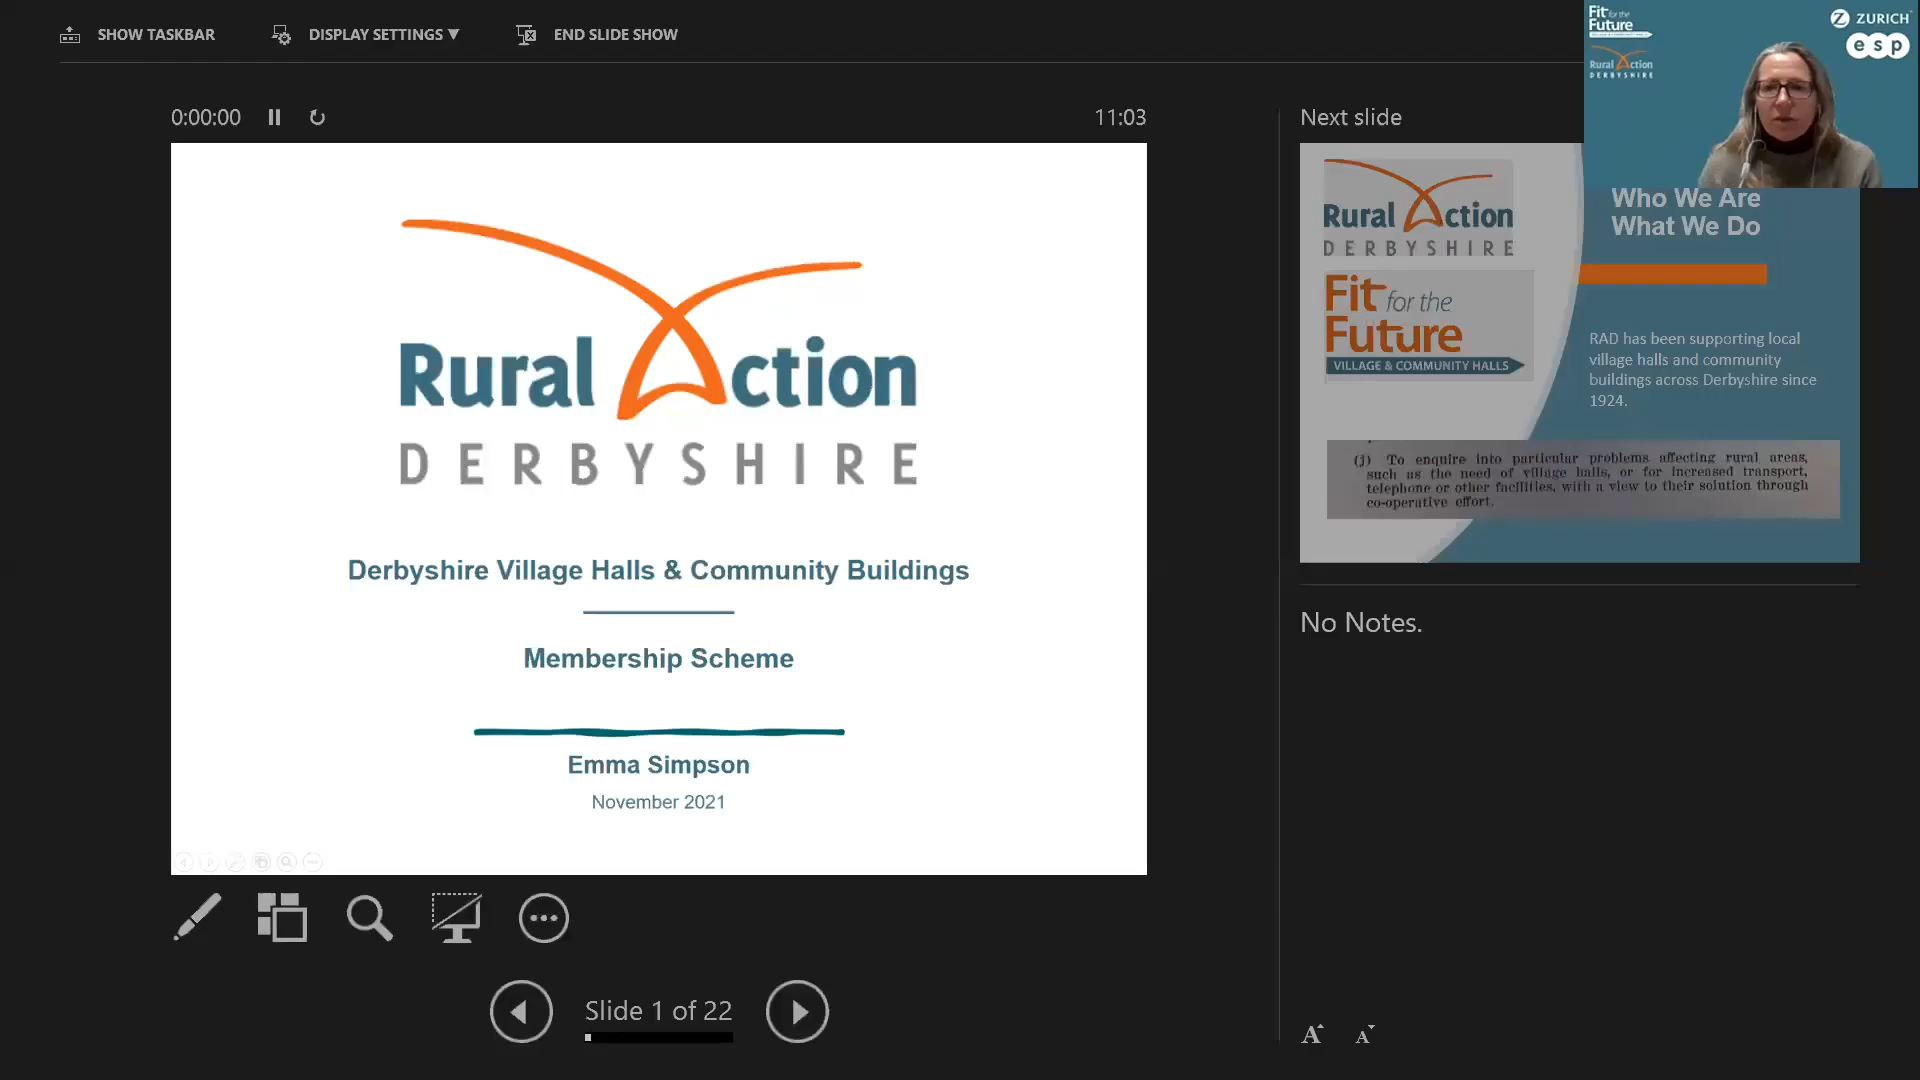 SHOW TASKBAR
DISPLAY SETTINGS ▼
END SLIDE SHOW
0:00:00
11:03
Rural Action
DERBYSHIRE
Derbyshire Village Halls & Community Buildings
Membership Scheme
Emma Simpson
November 2021
Slide 1 of 22
Next slide
Fit for the
Future
VILLAGE & COMMUNITY HALLS
Rural Action
DERBYSHIRE
ZURICH
esp
Rural Action
DERBYSHIRE
Fit for the
Future
VILLAGE & COMMUNITY HALLS
Who We Are
What We Do
RAD has been supporting local
village halls and community
buildings across Derbyshire since
1924.
(j) To enquire into particular problems affecting rural areas,
such as the need of village halls, or for increased transport,
telephone or other facilities, with a view to their solution through
co-operative effort.
No Notes.
A A